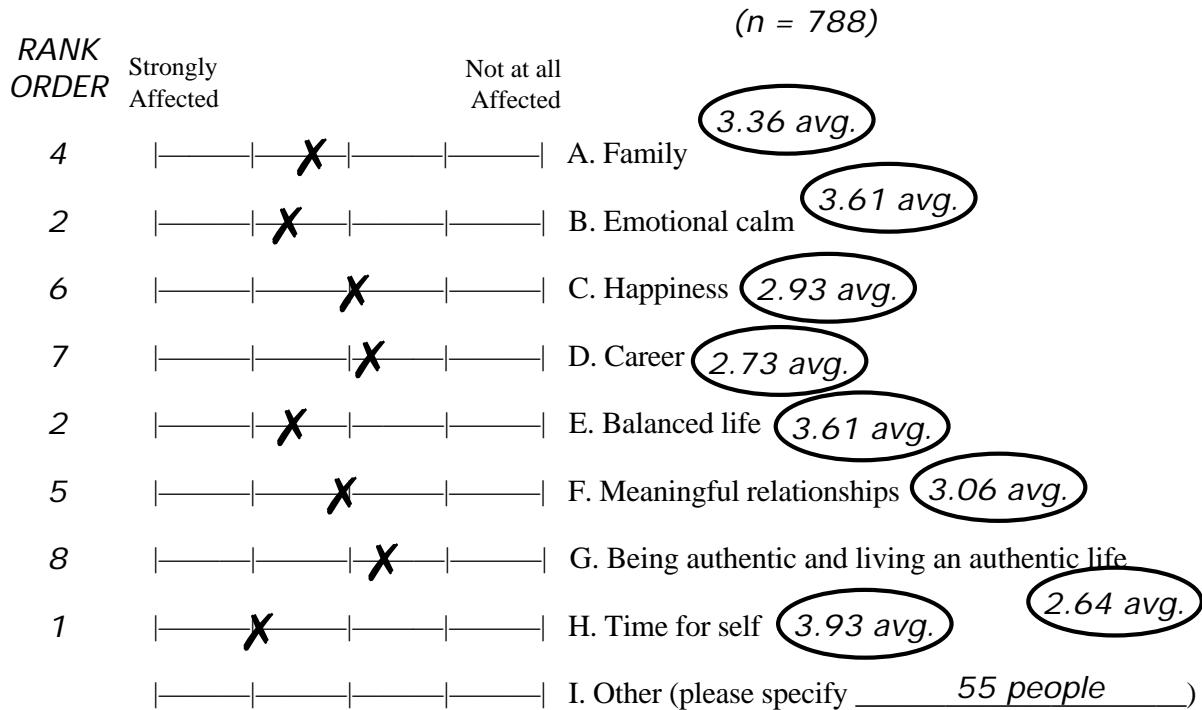 (n = 788)
RANK ORDER
Strongly Affected
Not at all Affected
4 A. Family 3.36 avg.
2 B. Emotional calm 3.61 avg.
6 C. Happiness 2.93 avg.
7 D. Career 2.73 avg.
2 E. Balanced life 3.61 avg.
5 F. Meaningful relationships 3.06 avg.
8 G. Being authentic and living an authentic life 2.64 avg.
1 H. Time for self 3.93 avg.
I. Other (please specify 55 people)